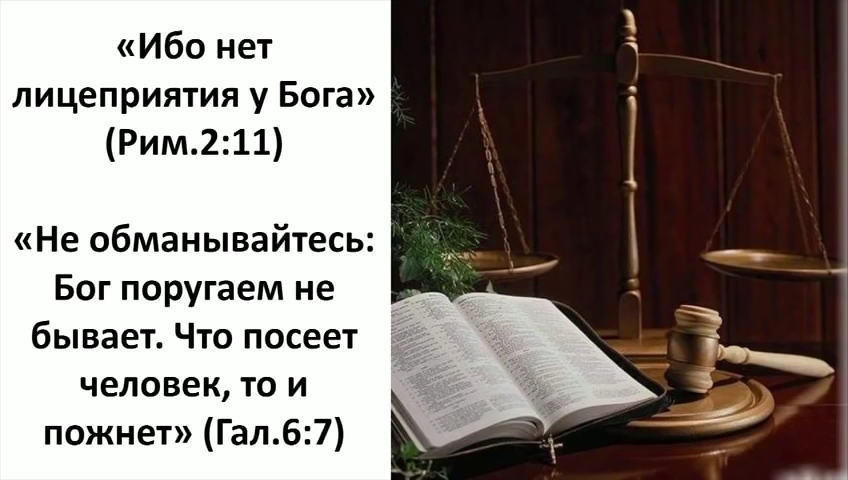 «Ибо нет
лицеприятия у Бога»
(Рим.2:11)
«Не обманывайтесь:
Бог поругаем не
бывает. Что посеет
человек, то и
пожнет» (Гал.6:7)